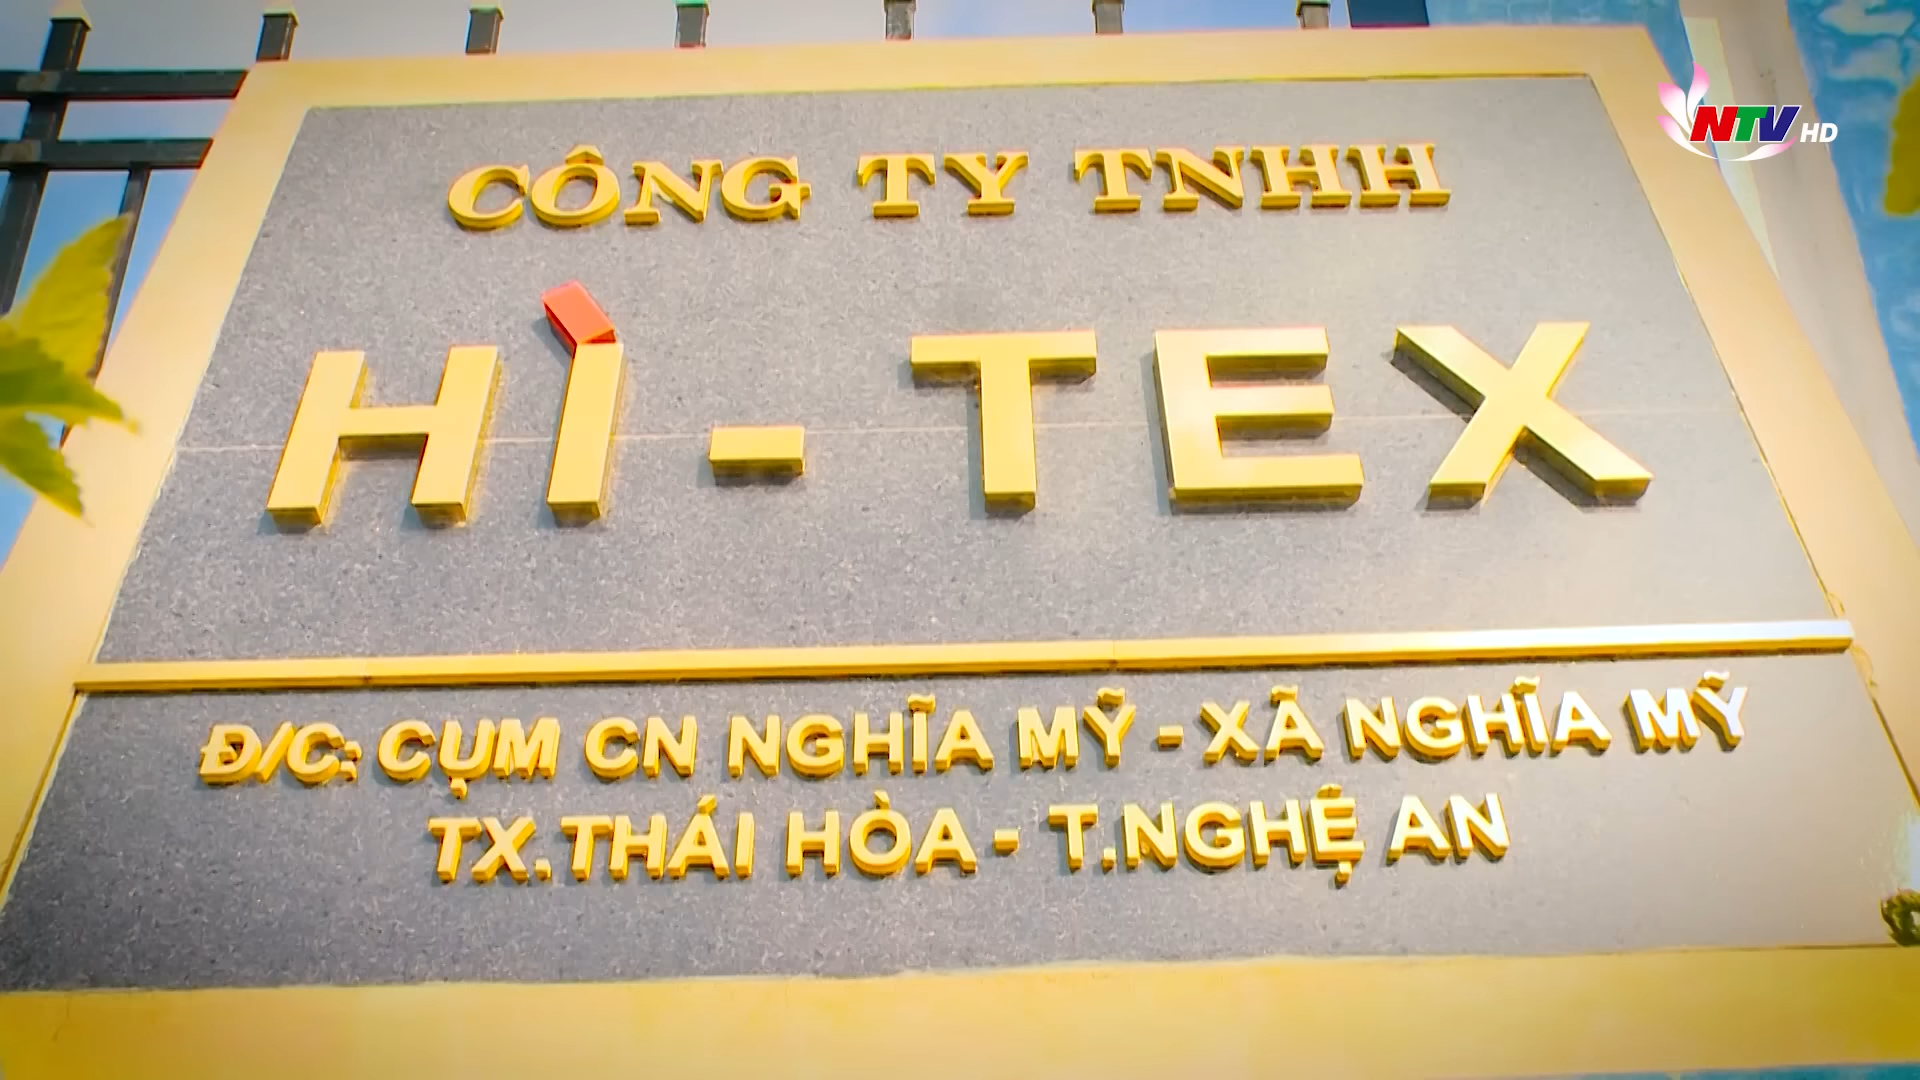 NTV HD
CÔNG TY TNHH
HÌ - TEX
Đ/C: CỤM CN NGHĨA MỸ - XÃ NGHĨA MỸ
TX.THÁI HÒA - T.NGHỆ AN